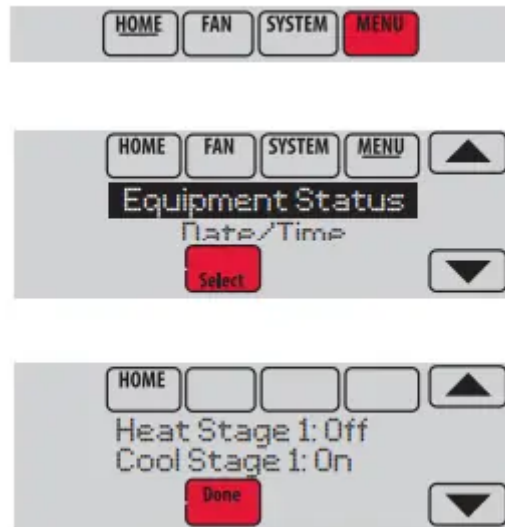 HOME FAN SYSTEM MENU
HOME FAN SYSTEM MENU
Equipment Status
Date/Time
Select
HOME
Heat Stage 1: Off
Cool Stage 1: On
Done